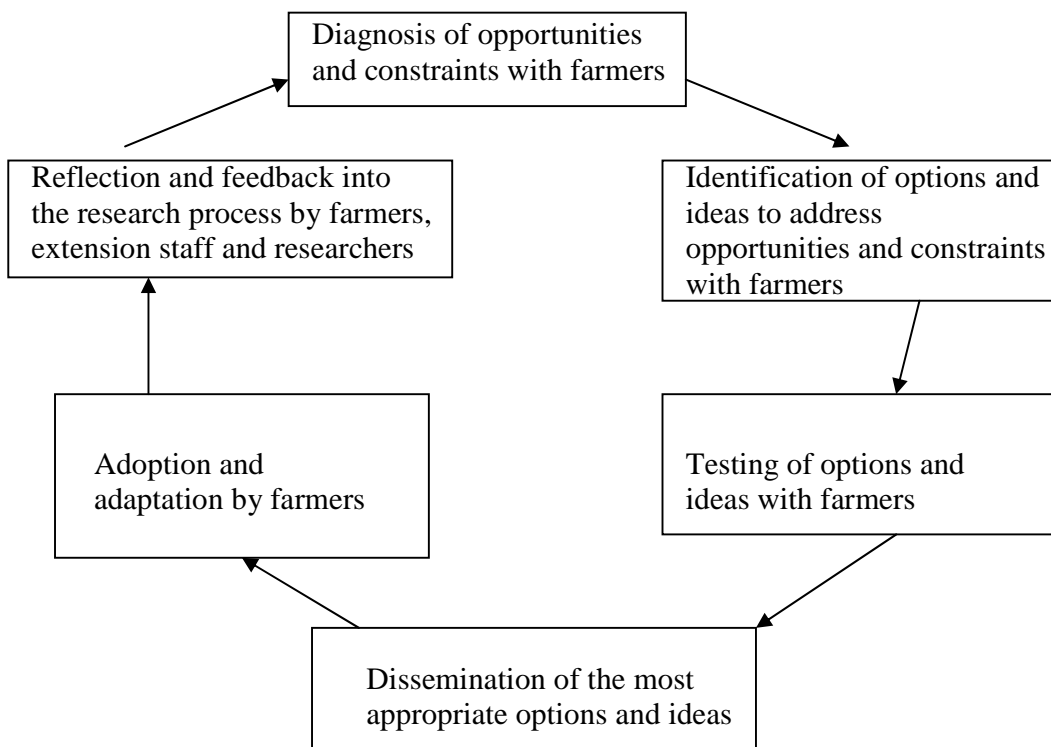 Diagnosis of opportunities
and constraints with farmers
Reflection and feedback into
the research process by farmers,
extension staff and researchers
Identification of options and
ideas to address
opportunities and constraints
with farmers
Adoption and
adaptation by farmers
Testing of options and
ideas with farmers
Dissemination of the most
appropriate options and ideas